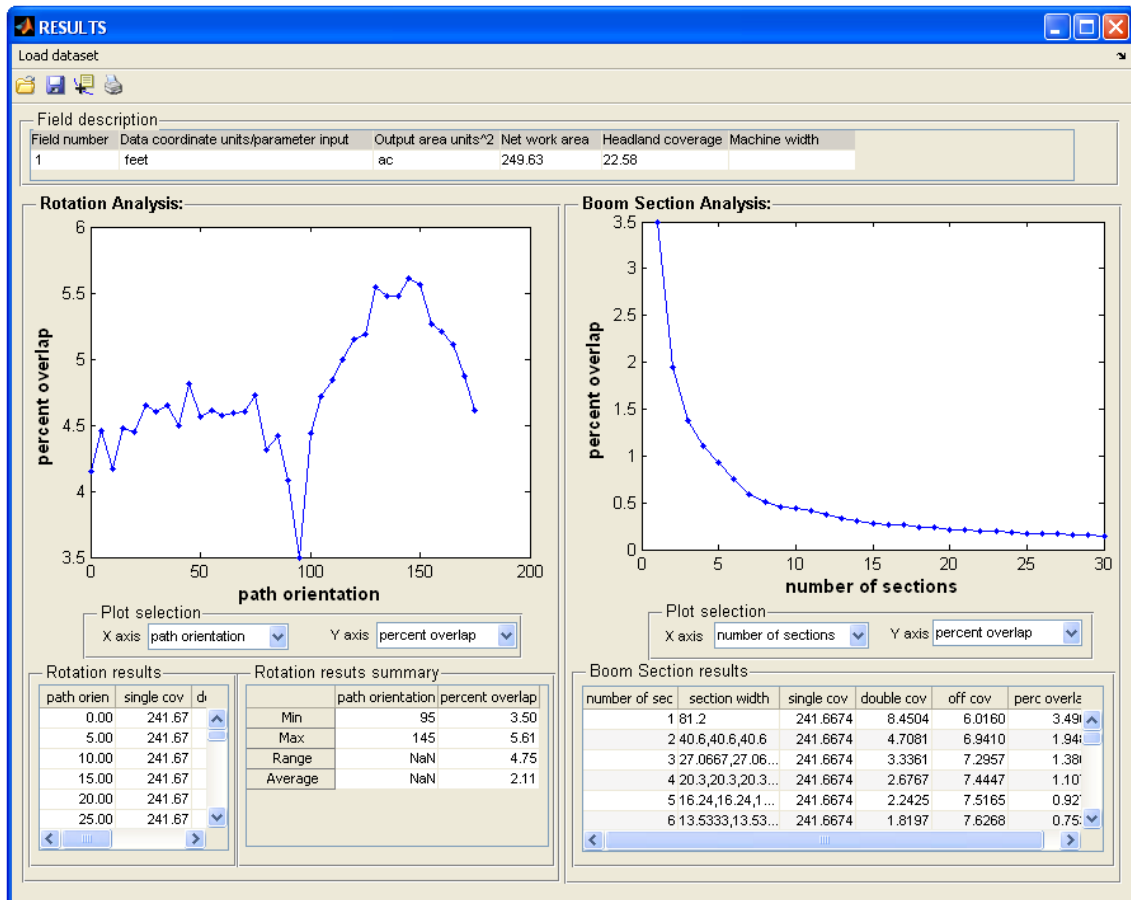 RESULTS
Load dataset
Field description
Field number Data coordinate units/parameter input Output area units^2 Net work area Headland coverage Machine width
1 feet ac 249.63 22.58
Rotation Analysis:
6
5.5
5
4.5
4
3.5
percent overlap
0 50 100 150 200
path orientation
Plot selection
X axis path orientation Y axis percent overlap
Rotation results
path orien single cov d
0.00 241.67
5.00 241.67
10.00 241.67
15.00 241.67
20.00 241.67
25.00 241.67
Rotation resuts summary
path orientation percent overlap
Min 95 3.50
Max 145 5.61
Range NaN 4.75
Average NaN 2.11
Boom Section Analysis:
3.5
3
2.5
2
1.5
1
0.5
0
percent overlap
0 5 10 15 20 25 30
number of sections
Plot selection
X axis number of sections Y axis percent overlap
Boom Section results
number of sec section width single cov double cov off cov perc overla
1 81.2 241.6674 8.4504 6.0160 3.49
2 40.6,40.6,40.6 241.6674 4.7081 6.9410 1.94
3 27.0667,27.06... 241.6674 3.3361 7.2957 1.38
4 20.3,20.3,20.3... 241.6674 2.6767 7.4447 1.10
5 16.24,16.24,1... 241.6674 2.2425 7.5165 0.92
6 13.5333,13.53... 241.6674 1.8197 7.6268 0.75